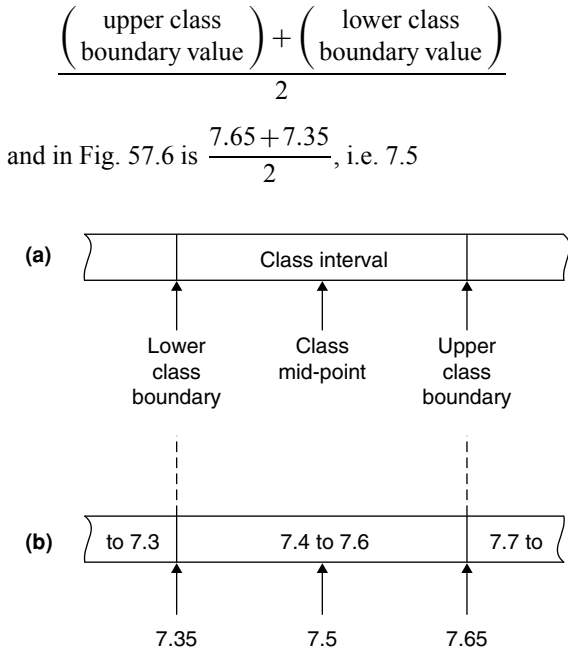 (upper class boundary value) + (lower class boundary value)
2
and in Fig. 57.6 is (7.65 + 7.35)/2, i.e. 7.5
(a) Class interval
Lower class boundary
Class mid-point
Upper class boundary
(b) to 7.3 7.4 to 7.6 7.7 to
7.35 7.5 7.65